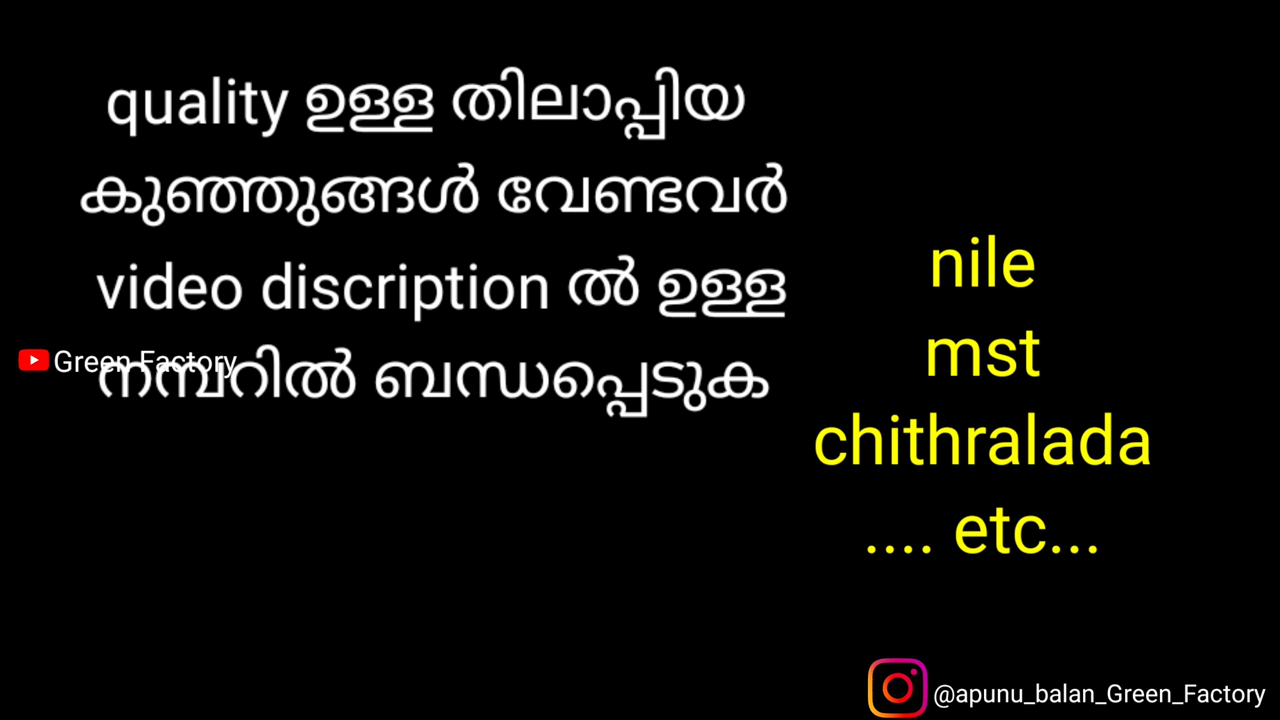 quality ഉള്ള തിലാപ്പിയ
കുഞ്ഞുങ്ങൾ വേണ്ടവർ
video discription ൽ ഉള്ള
നമ്പറിൽ ബന്ധപ്പെടുക
Green Factory
nile
mst
chithralada
.... etc...
@apunu_balan_Green_Factory